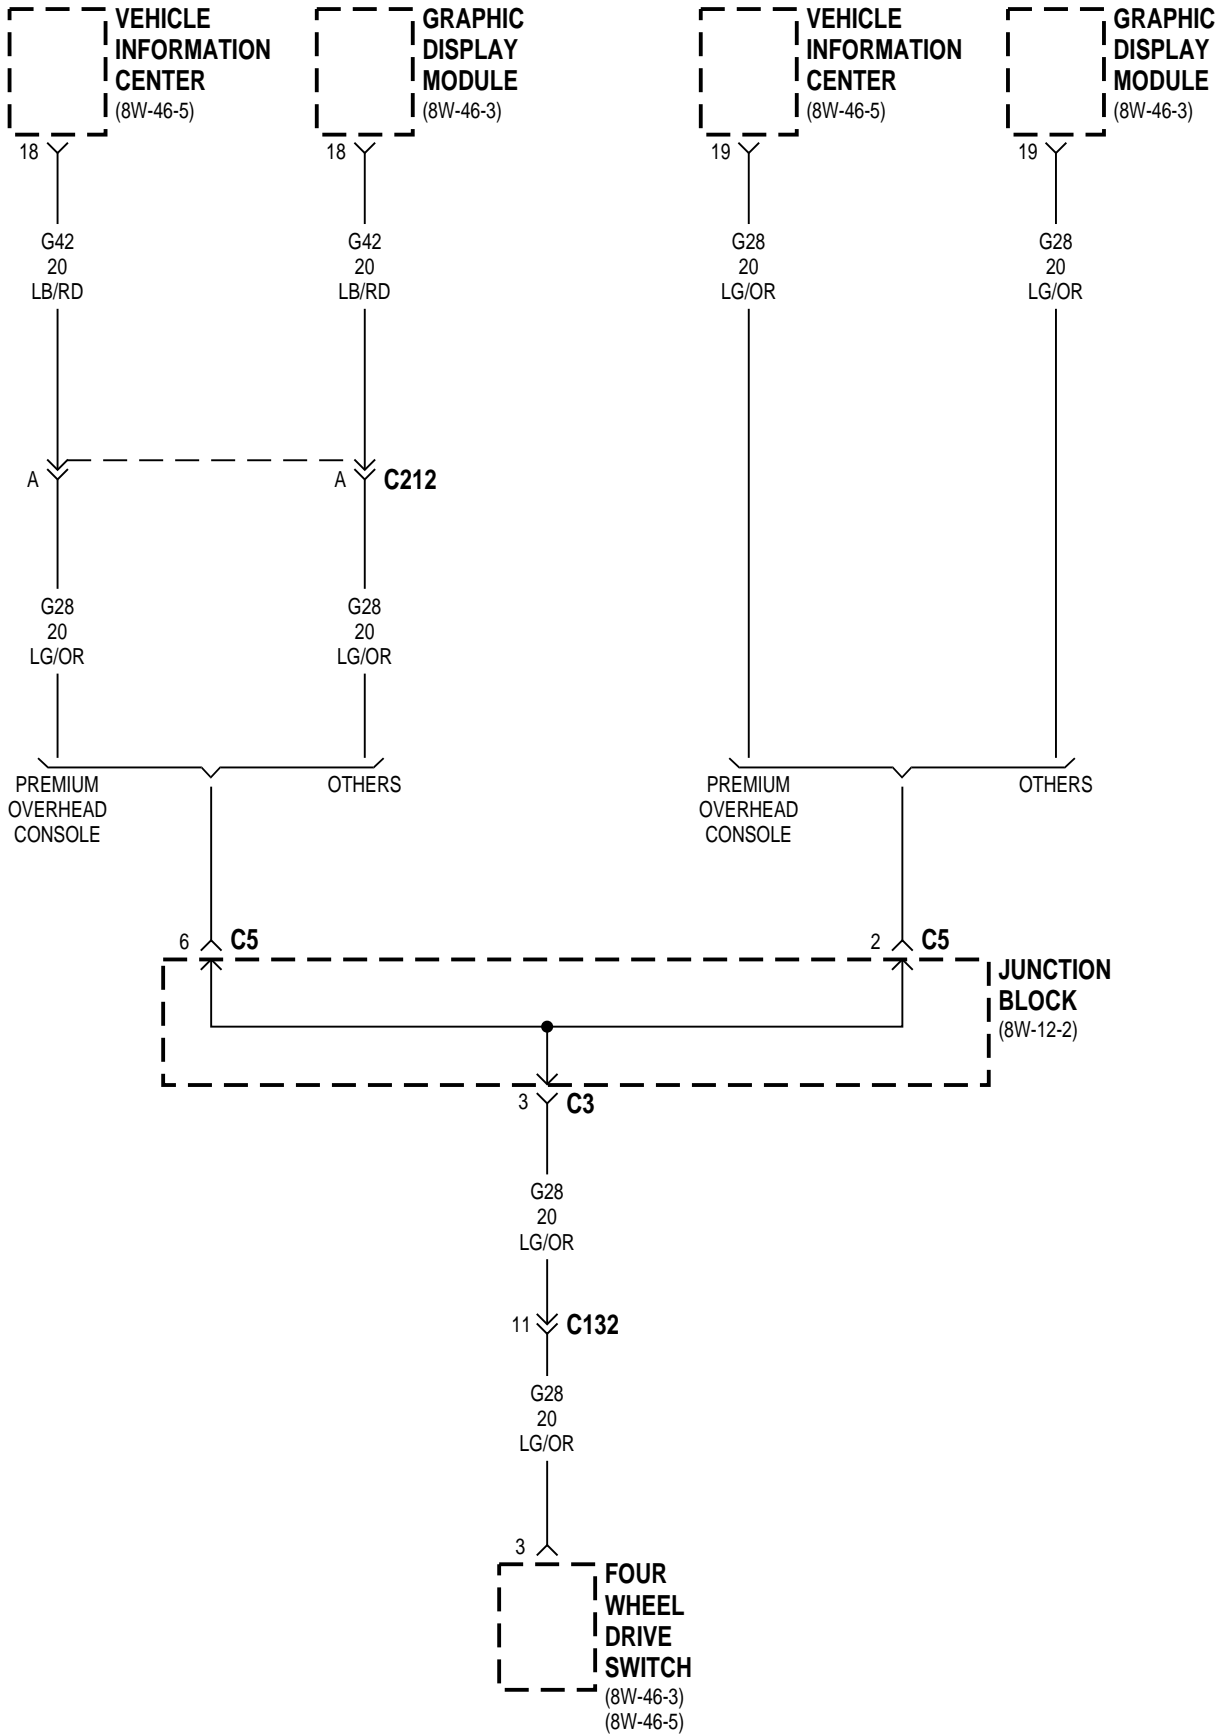 VEHICLE
INFORMATION
CENTER
(8W-46-5)
GRAPHIC
DISPLAY
MODULE
(8W-46-3)
VEHICLE
INFORMATION
CENTER
(8W-46-5)
GRAPHIC
DISPLAY
MODULE
(8W-46-3)
18
18
19
19
G42
20
LB/RD
G42
20
LB/RD
G28
20
LG/OR
G28
20
LG/OR
A
A
C212
G28
20
LG/OR
G28
20
LG/OR
PREMIUM
OVERHEAD
CONSOLE
OTHERS
PREMIUM
OVERHEAD
CONSOLE
OTHERS
6
C5
2
C5
JUNCTION
BLOCK
(8W-12-2)
3
C3
G28
20
LG/OR
11
C132
G28
20
LG/OR
3
FOUR
WHEEL
DRIVE
SWITCH
(8W-46-3)
(8W-46-5)